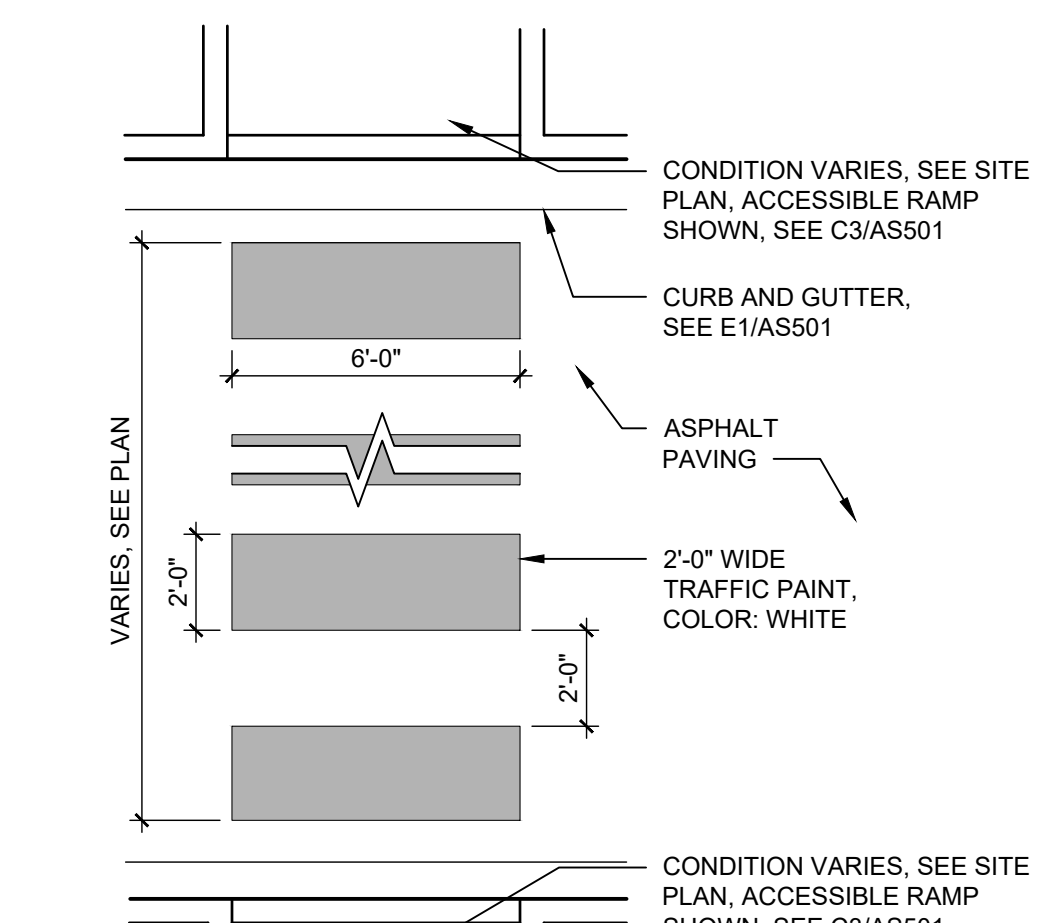 CONDITION VARIES, SEE SITE
PLAN, ACCESSIBLE RAMP
SHOWN, SEE C3/AS501
CURB AND GUTTER,
SEE E1/AS501
6'-0"
ASPHALT
PAVING
VARIES, SEE PLAN
2'-0"
2'-0" WIDE
TRAFFIC PAINT,
COLOR: WHITE
2'-0"
CONDITION VARIES, SEE SITE
PLAN, ACCESSIBLE RAMP
SHOWN, SEE